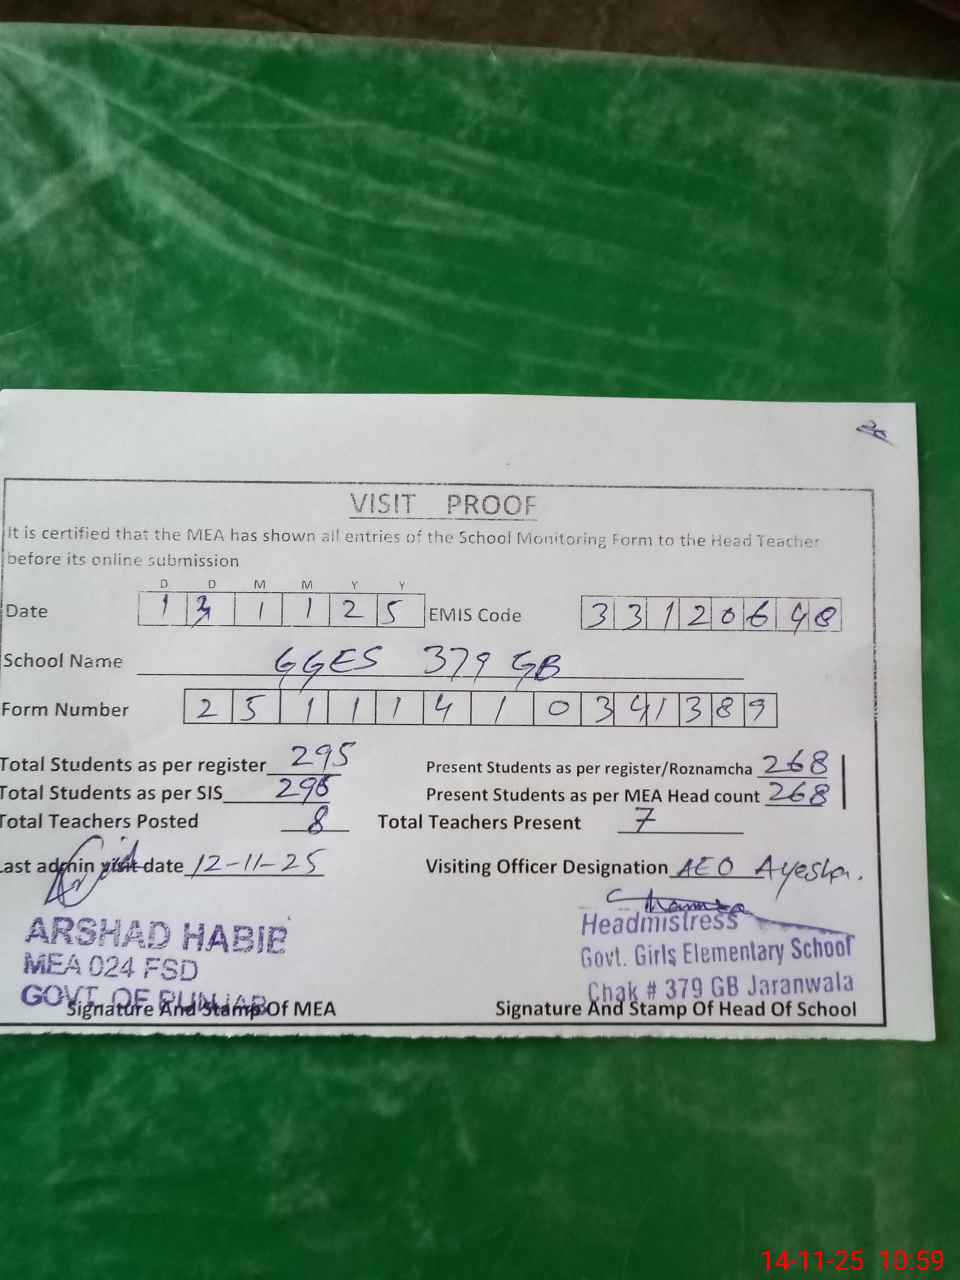 VISIT PROOF
It is certified that the MEA has shown all entries of the School Monitoring Form to the Head Teacher
before its online submission
D D M M Y Y
Date 1 1 1 2 5 EMIS Code 3 3 1 2 0 6 4 8
School Name GGES 379 GB
Form Number 2 5 1 1 1 4 1 0 3 4 1 3 8 9
Total Students as per register 295 Present Students as per register/Roznamcha 268
Total Students as per SIS 296 Present Students as per MEA Head count 268
Total Teachers Posted 8 Total Teachers Present 7
Last admin visit date 12-11-25 Visiting Officer Designation AEO Ayesha.
ARSHAD HABIB
MEA 024 FSD
GOVT. OF PUNJAB
Signature And Stamp Of MEA
Headmistress
Govt. Girls Elementary School
Chak # 379 GB Jaranwala
Signature And Stamp Of Head Of School
14-11-25 10:59